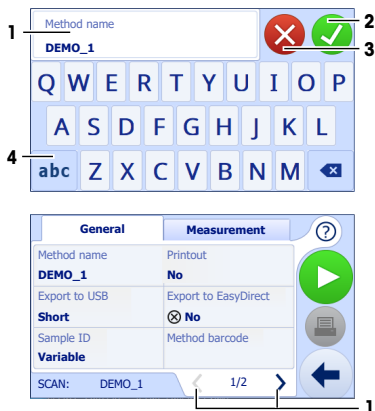 Method name
DEMO_1
1
2
3
Q W E R T Y U I O P
A S D F G H J K L
4
abc Z X C V B N M
General Measurement
?
Method name Printout
DEMO_1 No
Export to USB Export to EasyDirect
Short No
Sample ID Method barcode
Variable
SCAN: DEMO_1 1/2
1